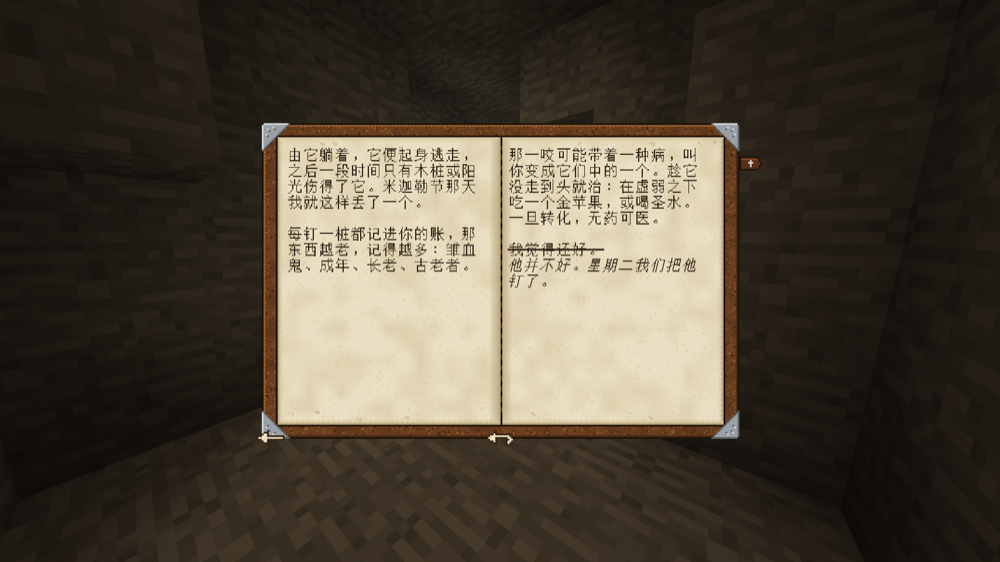 由它躺着，它便起身逃走，
之后一段时间只有木桩或阳
光伤得了它。米迦勒节那天
我就这样丢了一个。
每钉一桩都记进你的账，那
东西越老，记得越多：雏血
鬼、成年、长老、古老者。
那一咬可能带着一种病，叫
你变成它们中的一个。趁它
没走到头就治：在虚弱之下
吃一个金苹果，或喝圣水。
一旦转化，无药可医。
我觉得还好。
他并不好。星期二我们把他
钉了。